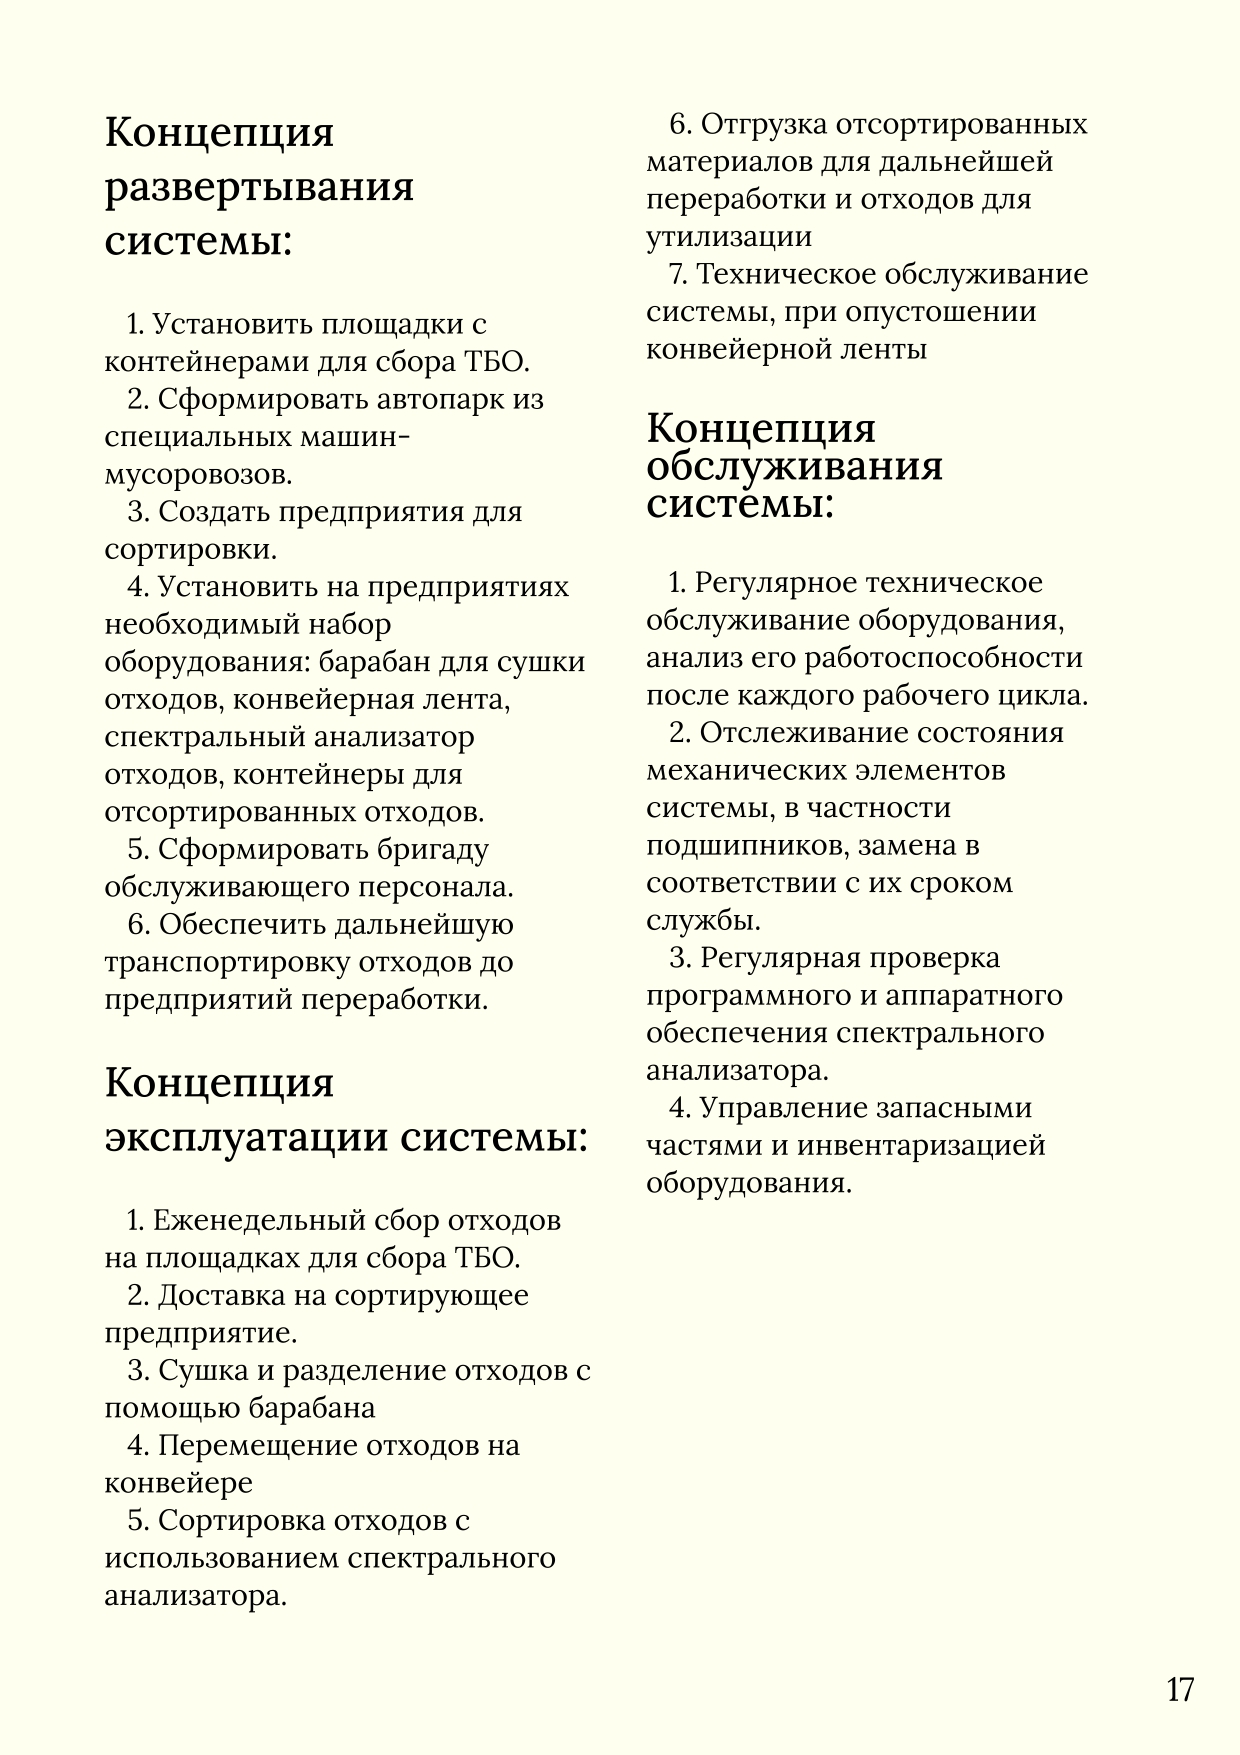 Концепция
развертывания
системы:
1. Установить площадки с
контейнерами для сбора ТБО.
2. Сформировать автопарк из
специальных машин-
мусоровозов.
3. Создать предприятия для
сортировки.
4. Установить на предприятиях
необходимый набор
оборудования: барабан для сушки
отходов, конвейерная лента,
спектральный анализатор
отходов, контейнеры для
отсортированных отходов.
5. Сформировать бригаду
обслуживающего персонала.
6. Обеспечить дальнейшую
транспортировку отходов до
предприятий переработки.
Концепция
эксплуатации системы:
1. Еженедельный сбор отходов
на площадках для сбора ТБО.
2. Доставка на сортирующее
предприятие.
3. Сушка и разделение отходов с
помощью барабана
4. Перемещение отходов на
конвейере
5. Сортировка отходов с
использованием спектрального
анализатора.
6. Отгрузка отсортированных
материалов для дальнейшей
переработки и отходов для
утилизации
7. Техническое обслуживание
системы, при опустошении
конвейерной ленты
Концепция
обслуживания
системы:
1. Регулярное техническое
обслуживание оборудования,
анализ его работоспособности
после каждого рабочего цикла.
2. Отслеживание состояния
механических элементов
системы, в частности
подшипников, замена в
соответствии с их сроком
службы.
3. Регулярная проверка
программного и аппаратного
обеспечения спектрального
анализатора.
4. Управление запасными
частями и инвентаризацией
оборудования.
17